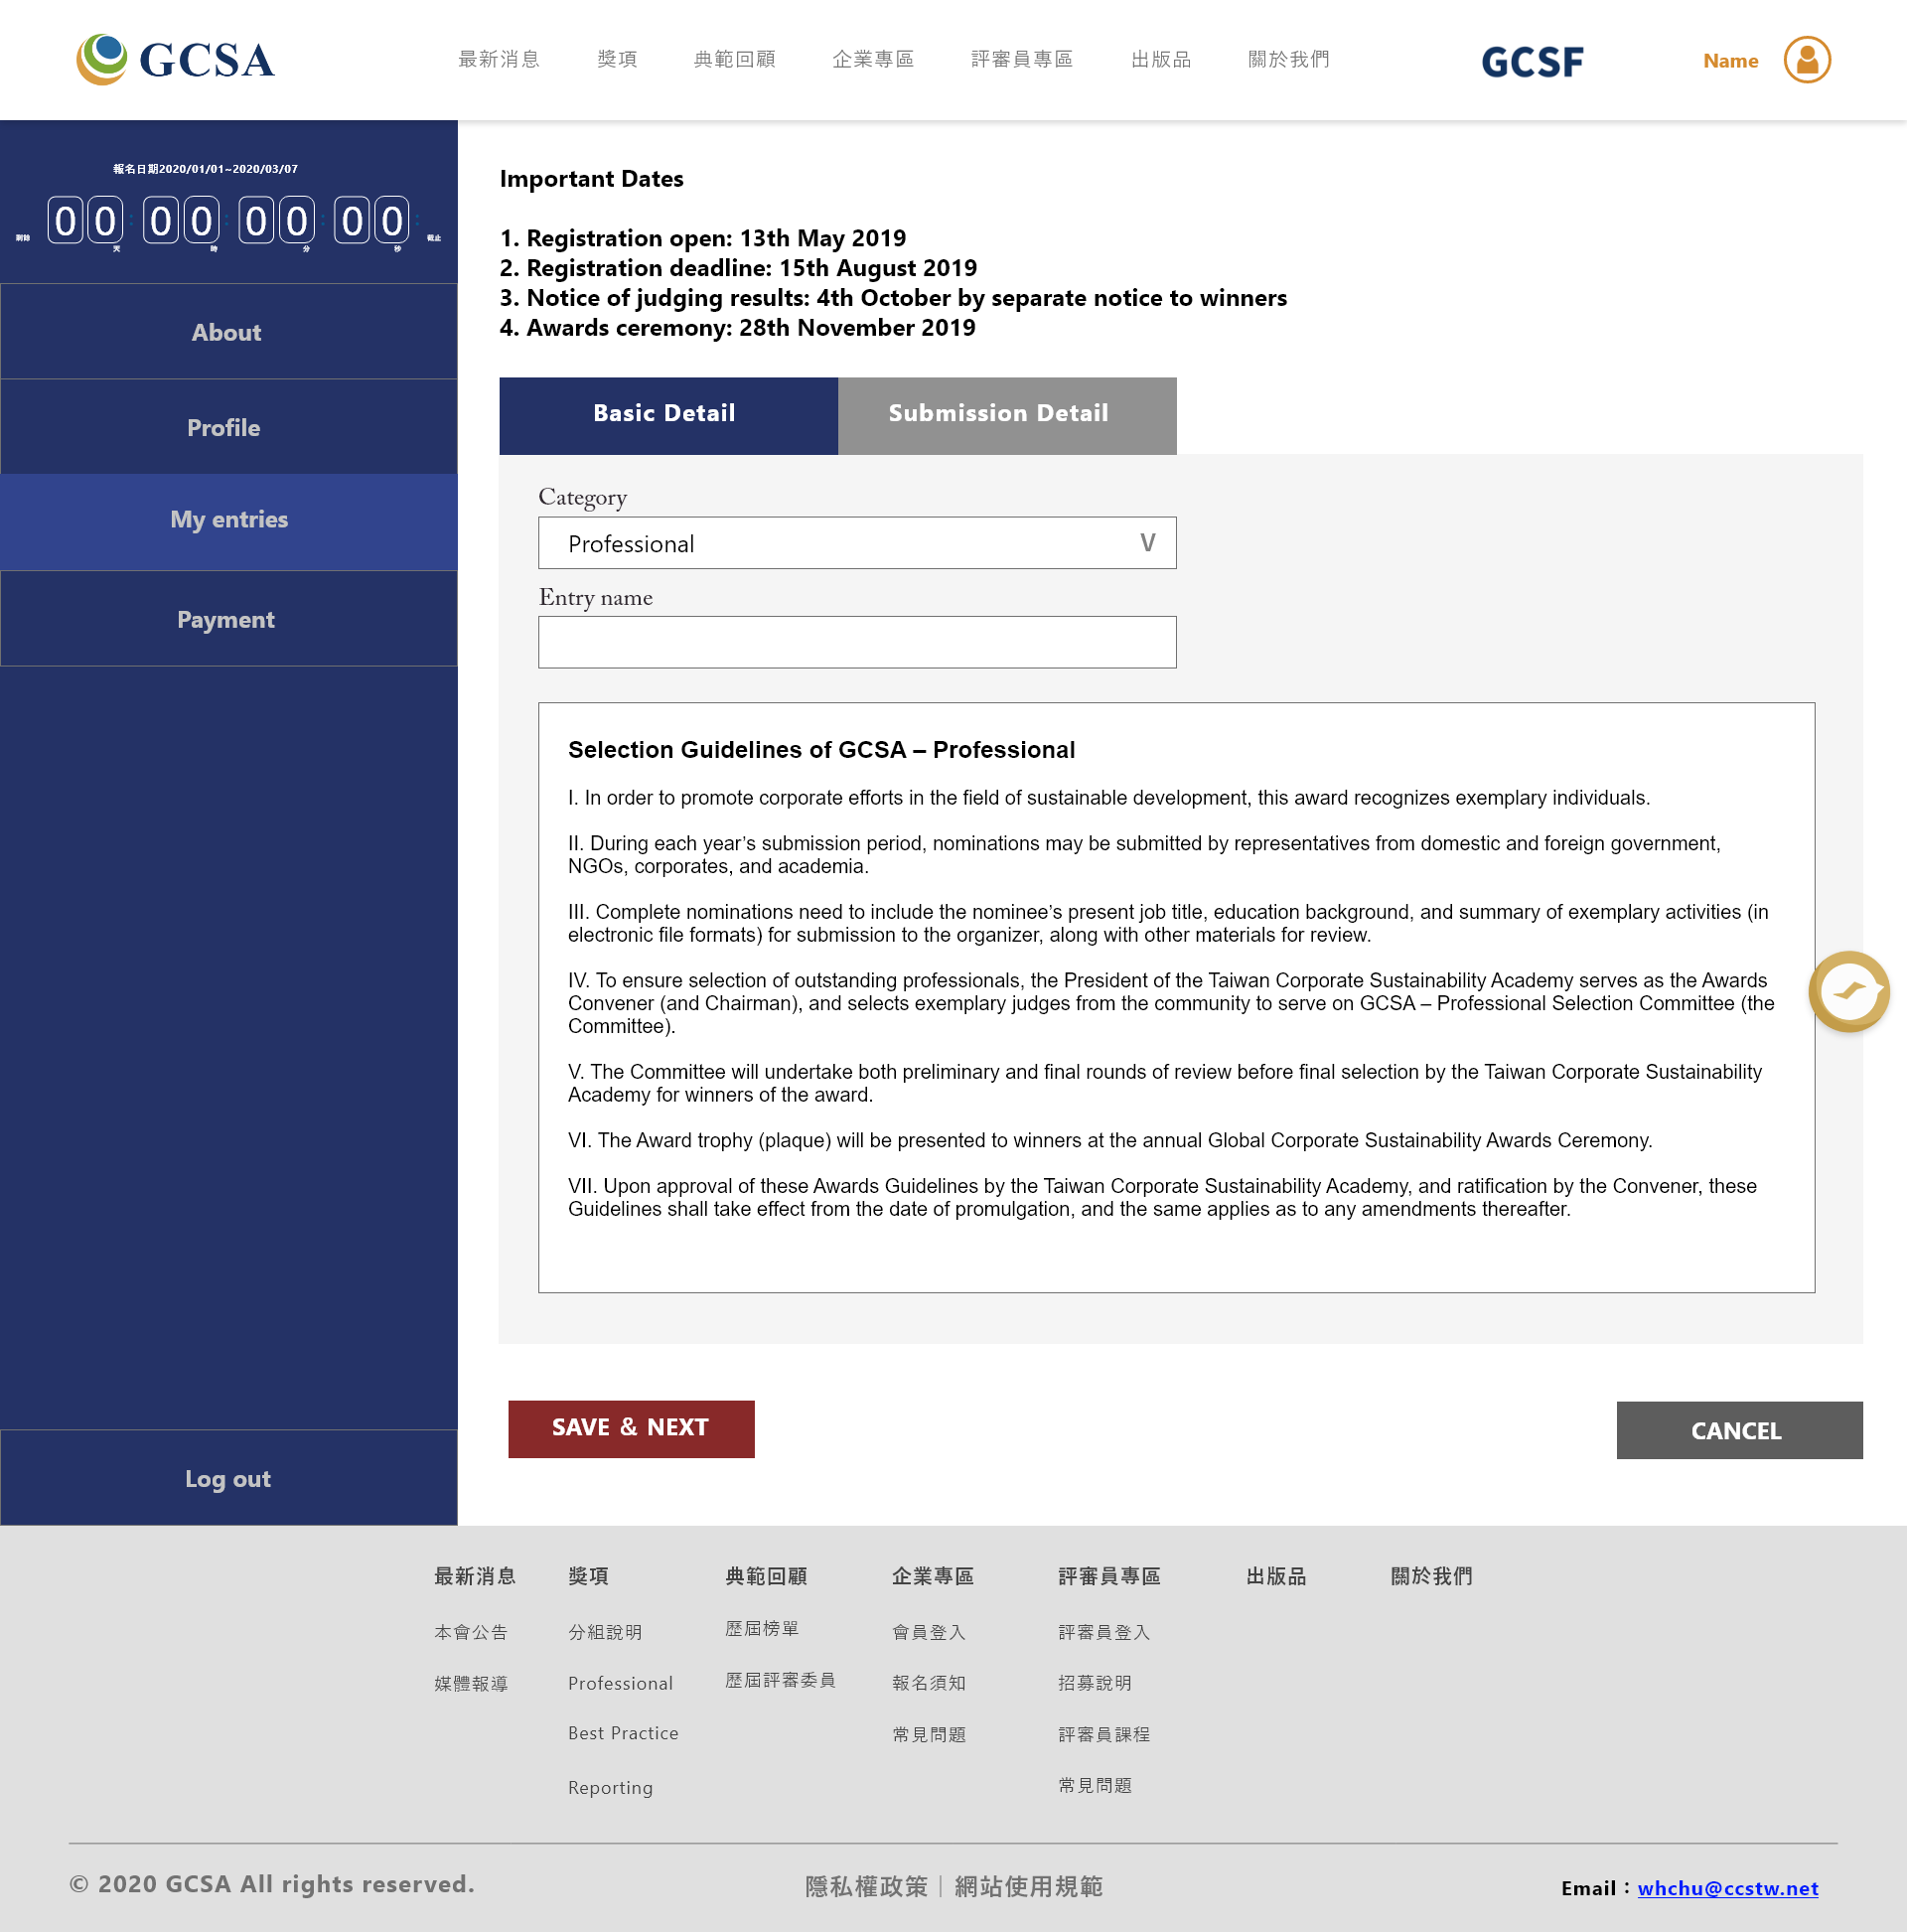 GCSA
最新消息 獎項 典範回顧 企業專區 評審員專區 出版品 關於我們
GCSF
Name
報名日期2020/01/01~2020/03/07
剩餘 00 : 00 : 00 : 00 : 截止
天 時 分 秒
About
Profile
My entries
Payment
Log out
Important Dates
1. Registration open: 13th May 2019
2. Registration deadline: 15th August 2019
3. Notice of judging results: 4th October by separate notice to winners
4. Awards ceremony: 28th November 2019
Basic Detail Submission Detail
Category
Professional V
Entry name
Selection Guidelines of GCSA – Professional
I. In order to promote corporate efforts in the field of sustainable development, this award recognizes exemplary individuals.
II. During each year’s submission period, nominations may be submitted by representatives from domestic and foreign government,
NGOs, corporates, and academia.
III. Complete nominations need to include the nominee’s present job title, education background, and summary of exemplary activities (in
electronic file formats) for submission to the organizer, along with other materials for review.
IV. To ensure selection of outstanding professionals, the President of the Taiwan Corporate Sustainability Academy serves as the Awards
Convener (and Chairman), and selects exemplary judges from the community to serve on GCSA – Professional Selection Committee (the
Committee).
V. The Committee will undertake both preliminary and final rounds of review before final selection by the Taiwan Corporate Sustainability
Academy for winners of the award.
VI. The Award trophy (plaque) will be presented to winners at the annual Global Corporate Sustainability Awards Ceremony.
VII. Upon approval of these Awards Guidelines by the Taiwan Corporate Sustainability Academy, and ratification by the Convener, these
Guidelines shall take effect from the date of promulgation, and the same applies as to any amendments thereafter.
SAVE & NEXT
CANCEL
最新消息
本會公告
媒體報導
獎項
分組說明
Professional
Best Practice
Reporting
典範回顧
歷屆榜單
歷屆評審委員
企業專區
會員登入
報名須知
常見問題
評審員專區
評審員登入
招募說明
評審員課程
常見問題
出版品
關於我們
© 2020 GCSA All rights reserved.
隱私權政策｜網站使用規範
Email：whchu@ccstw.net